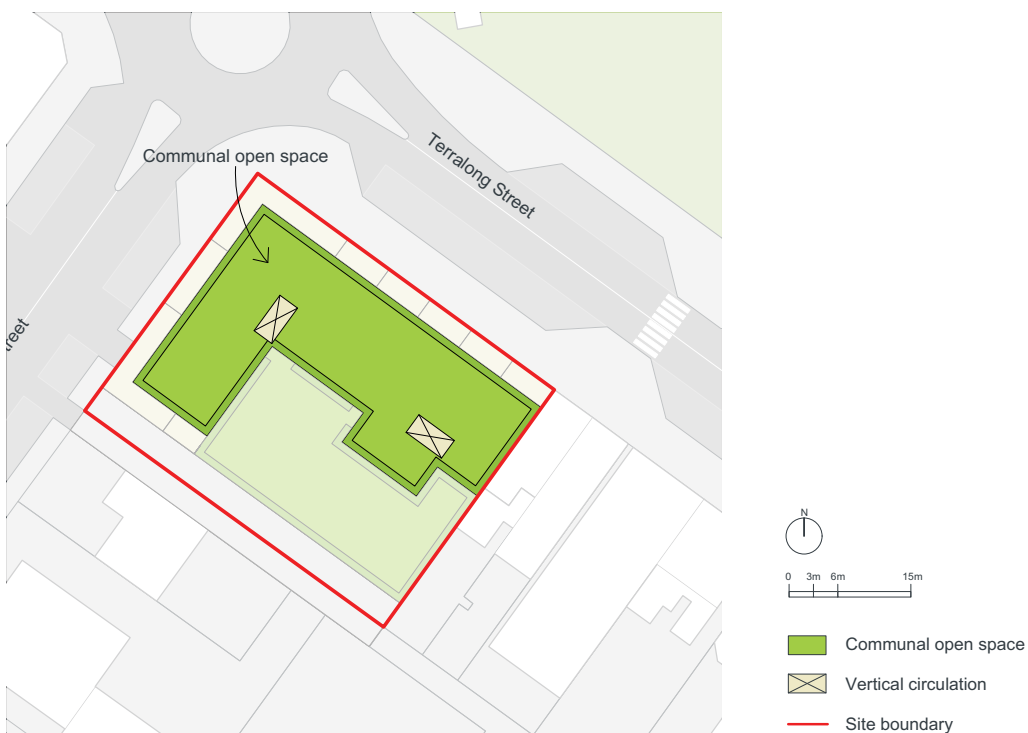 Communal open space
Terralong Street
reet
N
0 3m 6m 15m
Communal open space
Vertical circulation
Site boundary